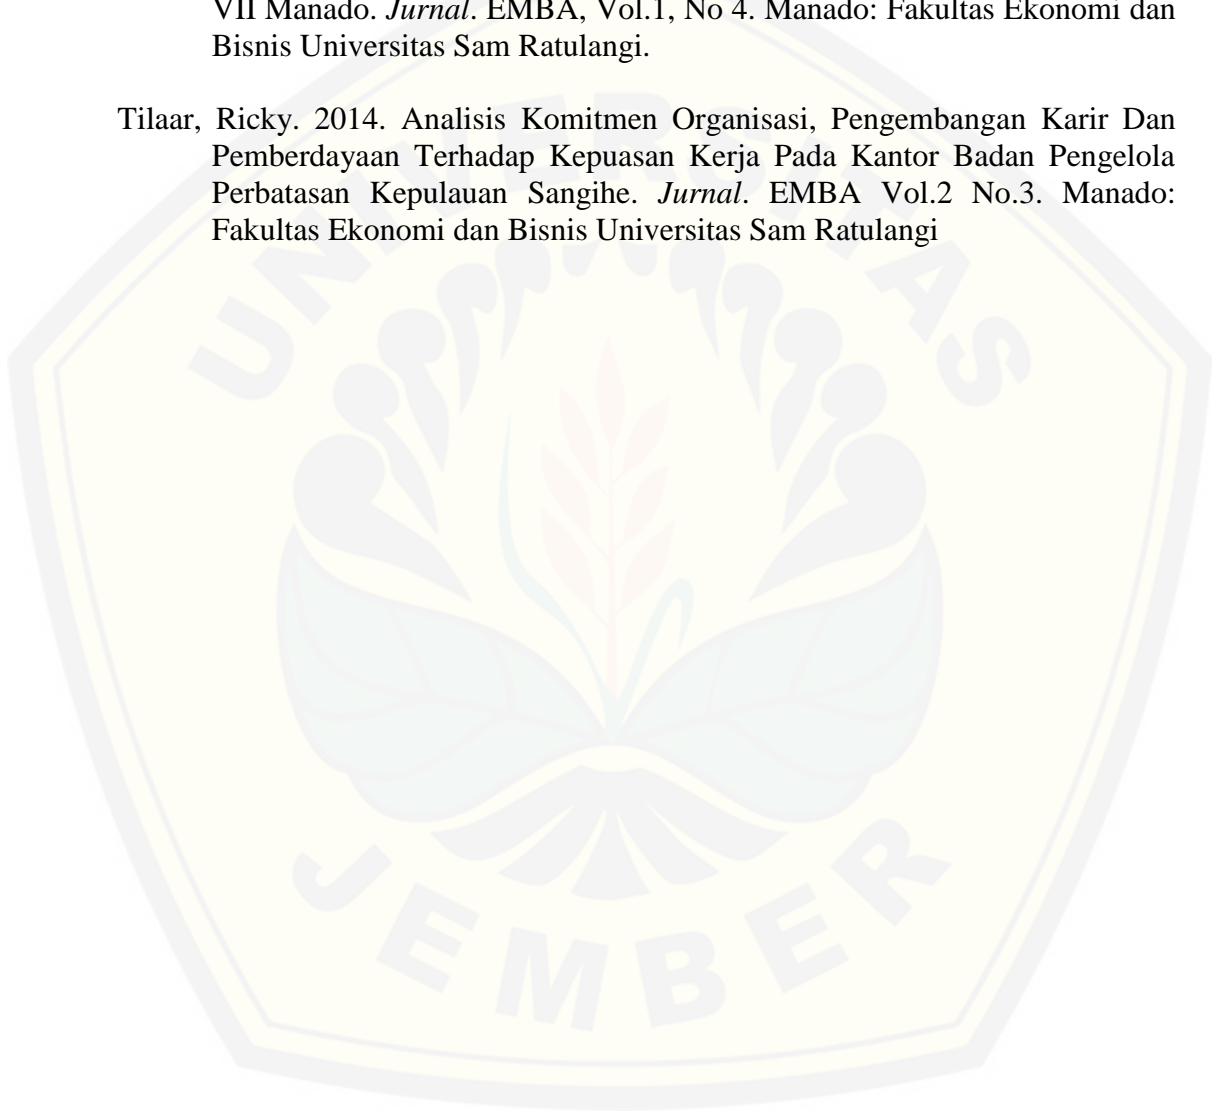 VII Manado. Jurnal. EMBA, Vol.1, No 4. Manado: Fakultas Ekonomi dan
Bisnis Universitas Sam Ratulangi.
Tilaar, Ricky. 2014. Analisis Komitmen Organisasi, Pengembangan Karir Dan
Pemberdayaan Terhadap Kepuasan Kerja Pada Kantor Badan Pengelola
Perbatasan Kepulauan Sangihe. Jurnal. EMBA Vol.2 No.3. Manado:
Fakultas Ekonomi dan Bisnis Universitas Sam Ratulangi
UNIVERSITAS
JEMBER